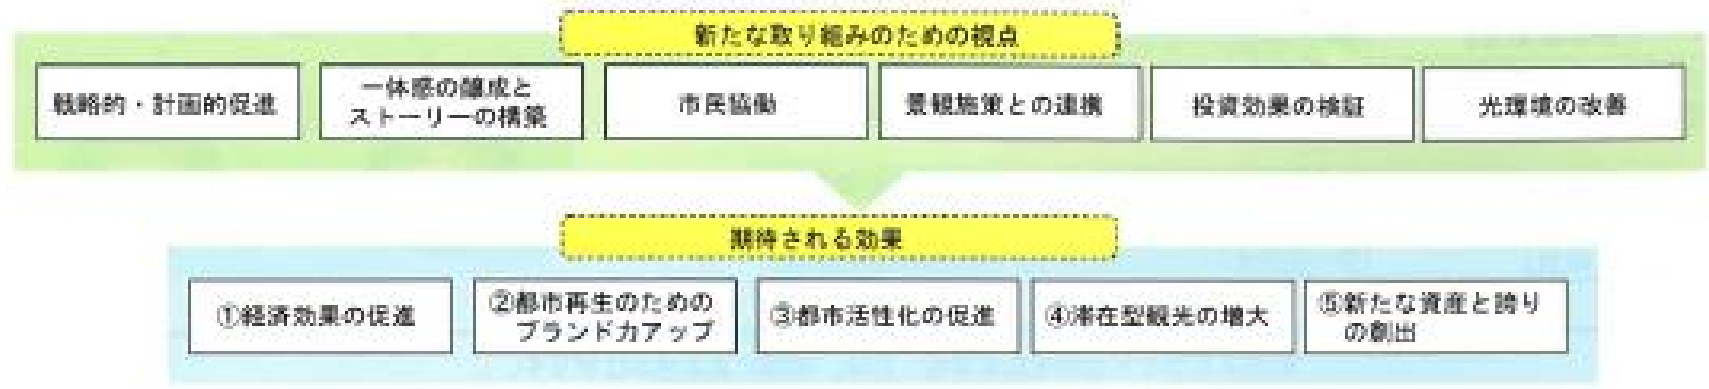 新たな取り組みのための視点
戦略的・計画的促進
一体感の醸成と
ストーリーの構築
市民協働
景観施策との連携
投資効果の検証
光環境の改善
期待される効果
①経済効果の促進
②都市再生のための
ブランド力アップ
③都市活性化の促進
④滞在型観光の増大
⑤新たな資産と誇り
の創出